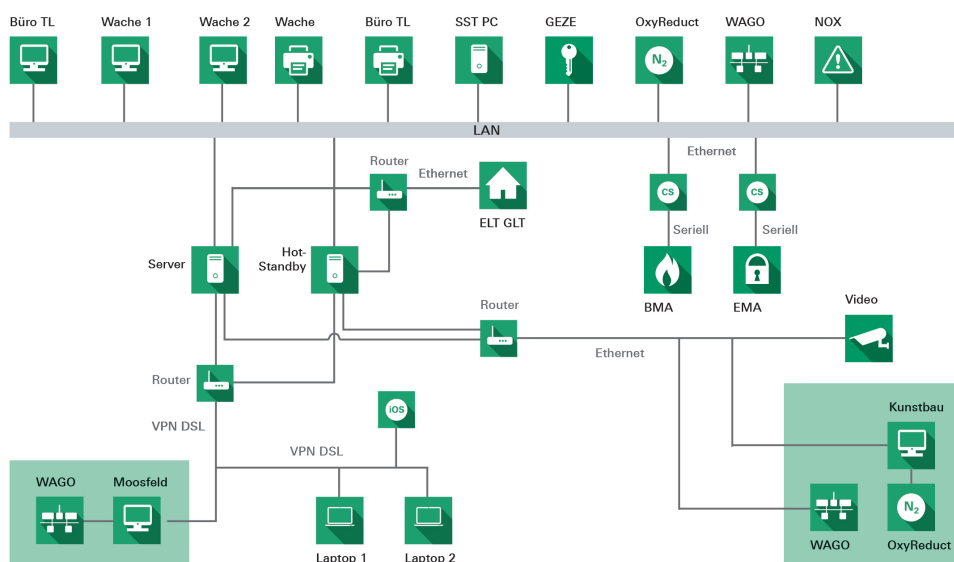 Büro TL
Wache 1
Wache 2
Wache
Büro TL
SST PC
GEZE
OxyReduct
WAGO
NOX
N2
LAN
Router
Ethernet
Ethernet
CS
CS
ELT GLT
Seriell
Seriell
Server
Hot-
Standby
BMA
EMA
Router
Video
Ethernet
Router
iOS
Kunstbau
VPN DSL
VPN DSL
WAGO
Moosfeld
N2
WAGO
OxyReduct
Laptop 1
Laptop 2